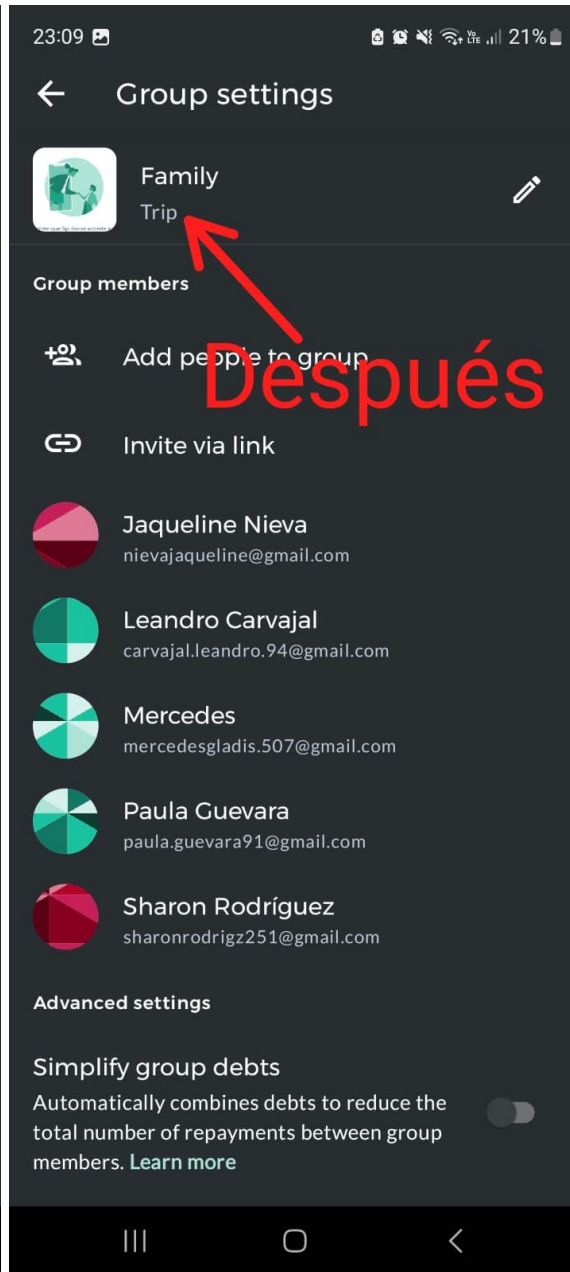 23:09
21%
Group settings
Family
Trip
Group members
Add people to group
Después
Invite via link
Jaqueline Nieva
nievajaqueline@gmail.com
Leandro Carvajal
carvajal.leandro.94@gmail.com
Mercedes
mercedesgladis.507@gmail.com
Paula Guevara
paula.guevara91@gmail.com
Sharon Rodríguez
sharonrodrigz251@gmail.com
Advanced settings
Simplify group debts
Automatically combines debts to reduce the
total number of repayments between group
members. Learn more